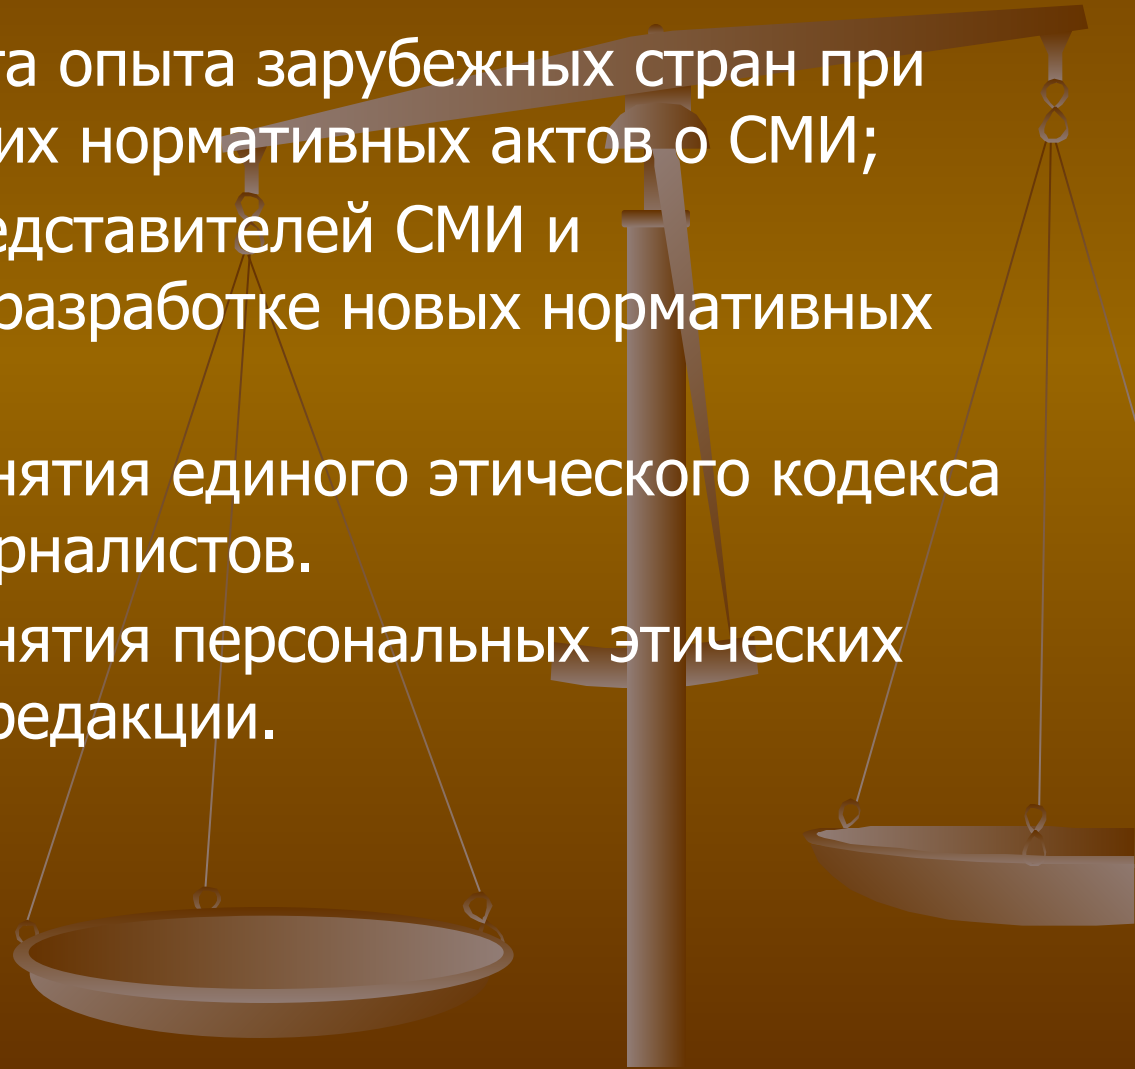 та опыта зарубежных стран при
их нормативных актов о СМИ;
едставителей СМИ и
разработке новых нормативных
нятия единого этического кодекса
рналистов.
нятия персональных этических
редакции.